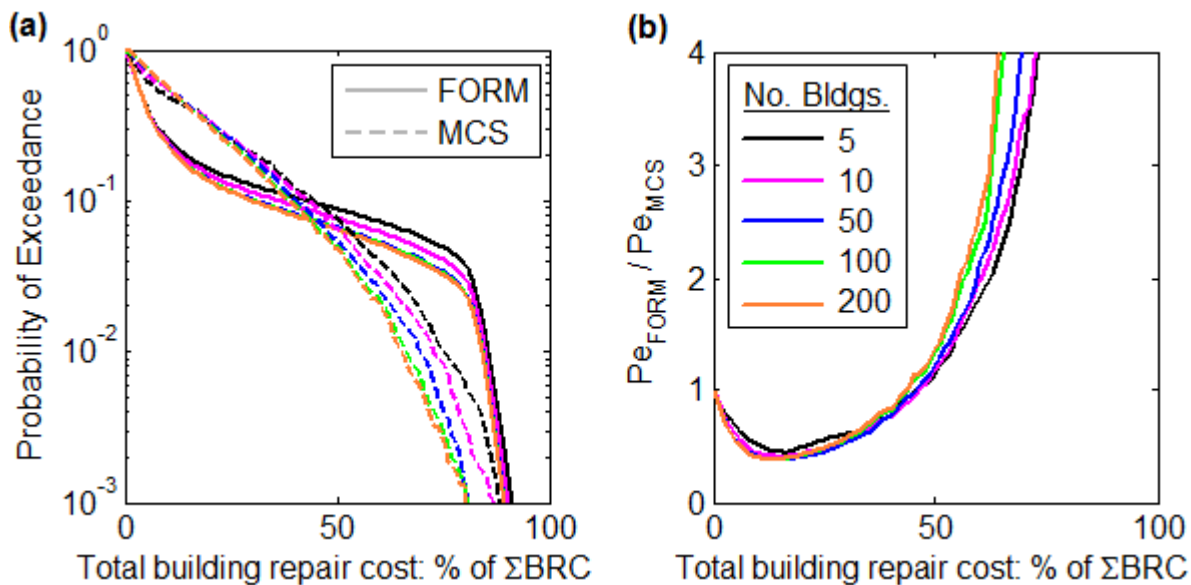 (a)
Probability of Exceedance
10^0
10^-1
10^-2
10^-3
FORM
MCS
0 50 100
Total building repair cost: % of ΣBRC
(b)
Pe_FORM / Pe_MCS
4
3
2
1
0
No. Bldgs.
5
10
50
100
200
0 50 100
Total building repair cost: % of ΣBRC